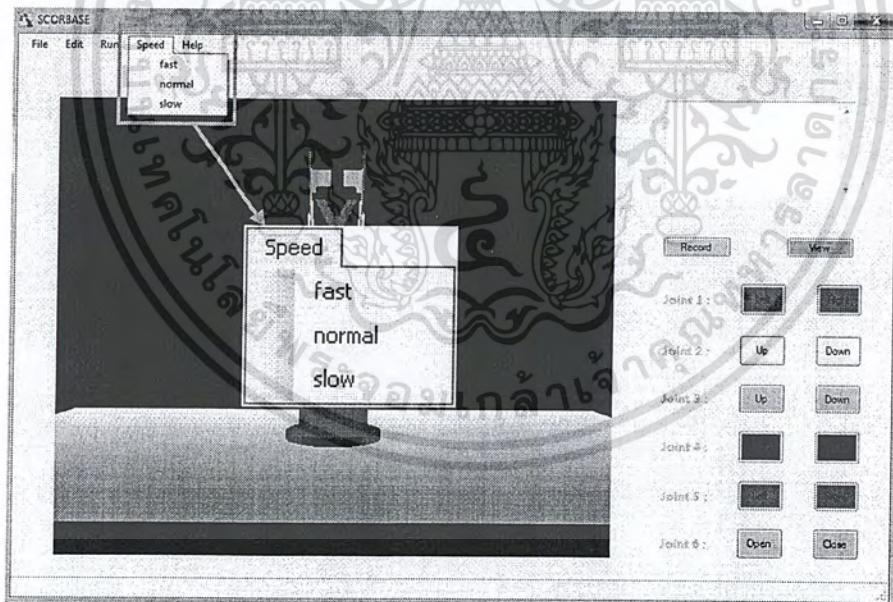 SCORBASE
File Edit Run Speed Help
fast
normal
slow
Speed
fast
normal
slow
Record View
Joint 1 :
Joint 2 : Up Down
Joint 3 : Up Down
Joint 4 :
Joint 5 :
Joint 6 : Open Close